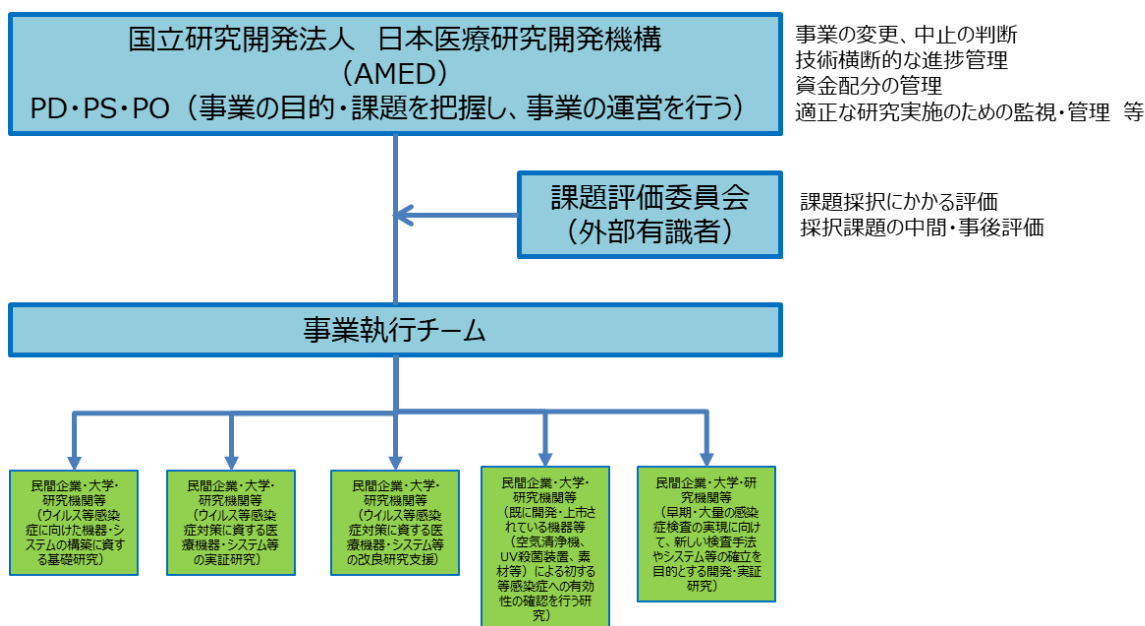 国立研究開発法人　日本医療研究開発機構
（AMED）
PD・PS・PO（事業の目的・課題を把握し、事業の運営を行う）
事業の変更、中止の判断
技術横断的な進捗管理
資金配分の管理
適正な研究実施のための監視・管理　等
課題評価委員会
（外部有識者）
課題採択にかかる評価
採択課題の中間・事後評価
事業執行チーム
民間企業・大学・
研究機関等
（ウイルス等感染
症に向けた機器・シ
ステムの構築に資す
る基礎研究）
民間企業・大学・
研究機関等
（ウイルス等感染
症対策に資する医
療機器・システム等
の実証研究）
民間企業・大学・
研究機関等
（ウイルス等感染
症対策に資する医
療機器・システム等
の改良研究支援）
民間企業・大学・
研究機関等
（既に開発・上市さ
れている機器等
（空気清浄機、
UV殺菌装置、素
材等）による初する
等感染症への有効
性の確認を行う研
究）
民間企業・大学・研
究機関等
（早期・大量の感染
症検査の実現に向け
て、新しい検査手法
やシステム等の確立を
目的とする開発・実証
研究）